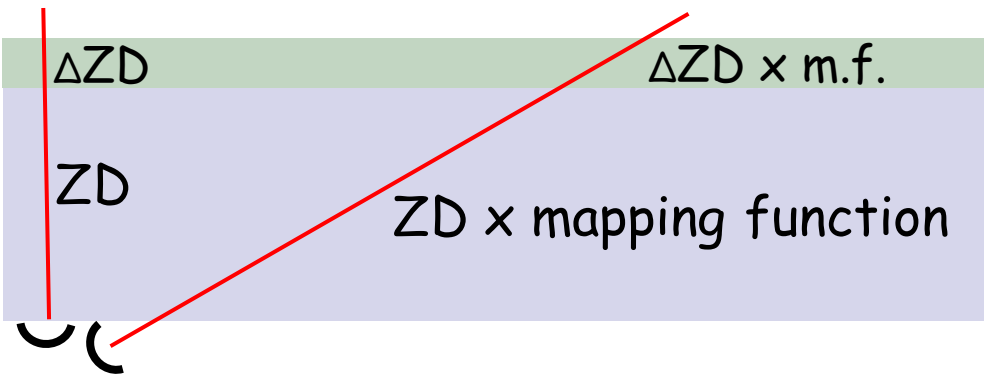 ΔZD
ΔZD x m.f.
ZD
ZD x mapping function